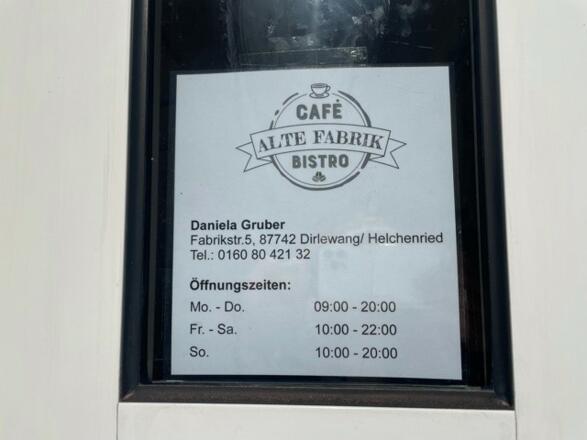 CAFÉ
ALTE FABRIK
BISTRO
Daniela Gruber
Fabrikstr.5, 87742 Dirlewang/ Helchenried
Tel.: 0160 80 421 32
Öffnungszeiten:
Mo. - Do. 09:00 - 20:00
Fr. - Sa. 10:00 - 22:00
So. 10:00 - 20:00